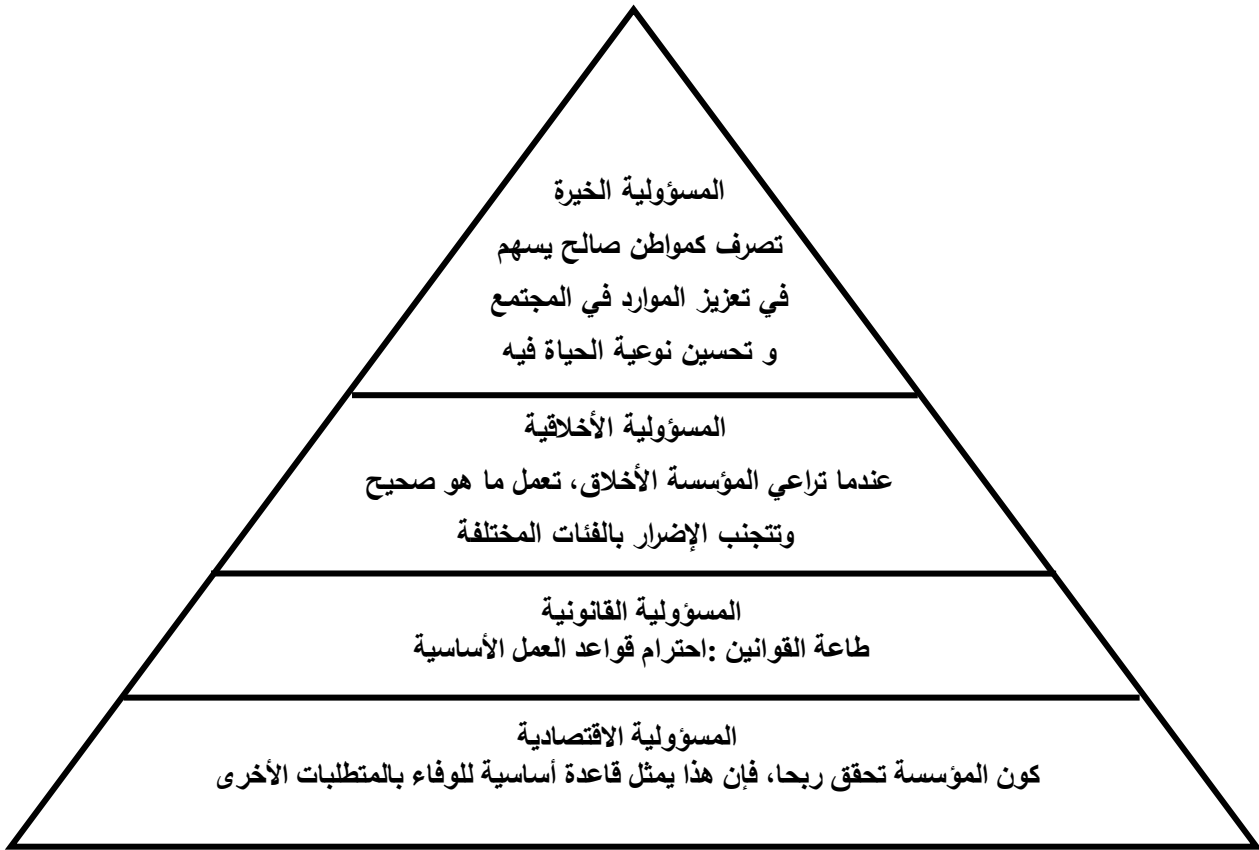 المسؤولية الخيرة
تصرف كمواطن صالح يسهم
في تعزيز الموارد في المجتمع
و تحسين نوعية الحياة فيه
المسؤولية الأخلاقية
عندما تراعي المؤسسة الأخلاق، تعمل ما هو صحيح
وتتجنب الإضرار بالفئات المختلفة
المسؤولية القانونية
طاعة القوانين :احترام قواعد العمل الأساسية
المسؤولية الاقتصادية
كون المؤسسة تحقق ربحا، فإن هذا يمثل قاعدة أساسية للوفاء بالمتطلبات الأخرى